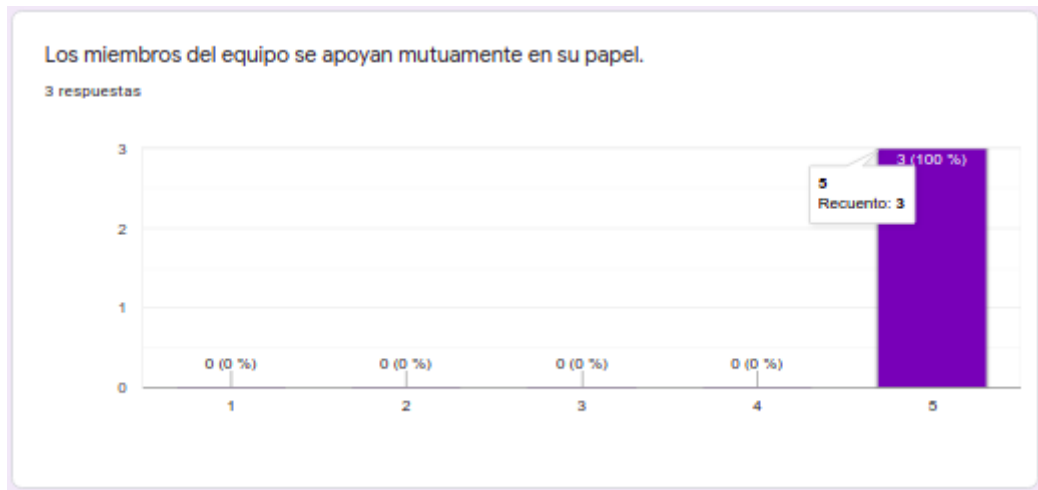 Los miembros del equipo se apoyan mutuamente en su papel.
3 respuestas
3
3 (100 %)
5
Recuento: 3
2
1
0 (0 %)
0 (0 %)
0 (0 %)
0 (0 %)
0
1
2
3
4
5